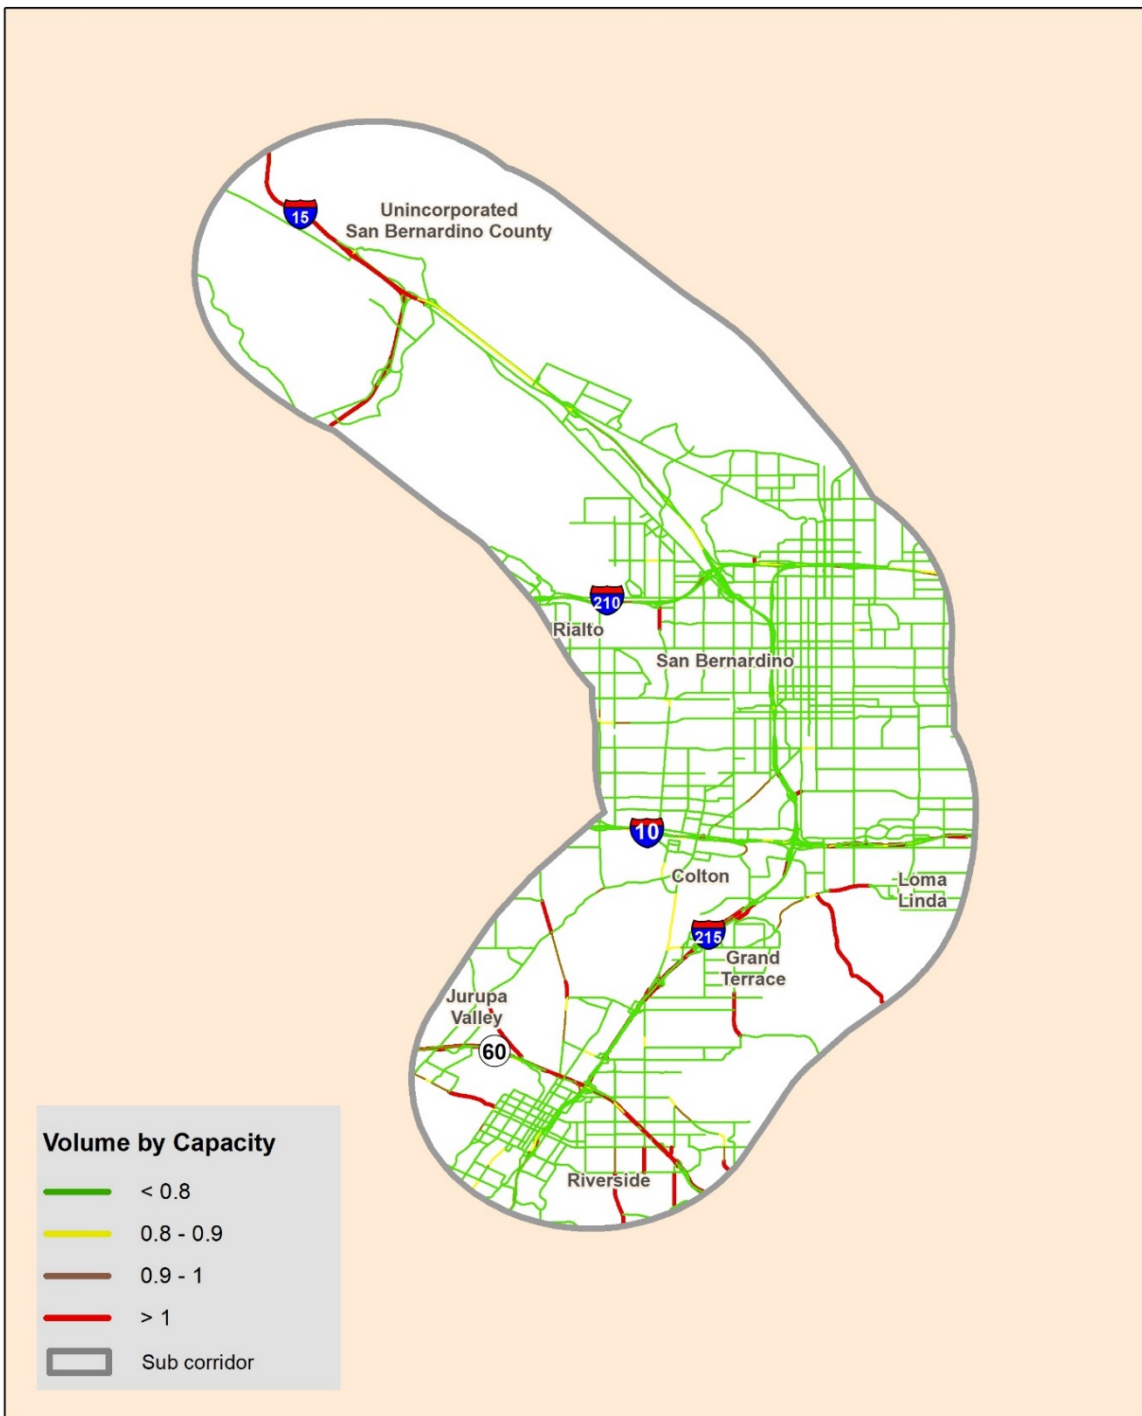 15
Unincorporated
San Bernardino County
210
Rialto
San Bernardino
10
Colton
Loma
Linda
215
Grand
Terrace
Jurupa
Valley
60
Riverside
Volume by Capacity
< 0.8
0.8 - 0.9
0.9 - 1
> 1
Sub corridor